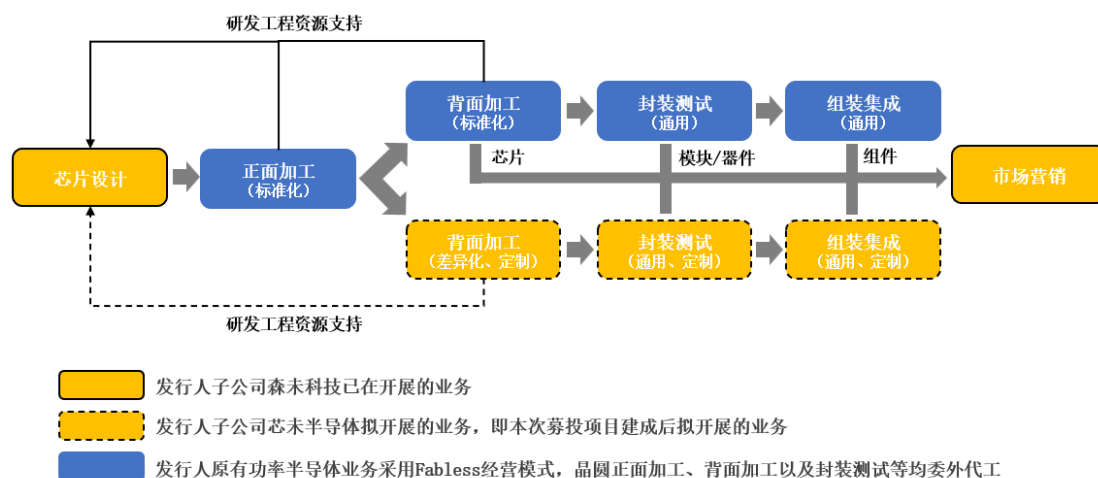 研发工程资源支持
背面加工
（标准化）
封装测试
（通用）
组装集成
（通用）
芯片设计
正面加工
（标准化）
芯片
模块/器件
组件
市场营销
背面加工
（差异化、定制）
封装测试
（通用、定制）
组装集成
（通用、定制）
研发工程资源支持
发行人子公司森未科技已在开展的业务
发行人子公司芯未半导体拟开展的业务，即本次募投项目建成后拟开展的业务
发行人原有功率半导体业务采用Fabless经营模式，晶圆正面加工、背面加工以及封装测试等均委外代工